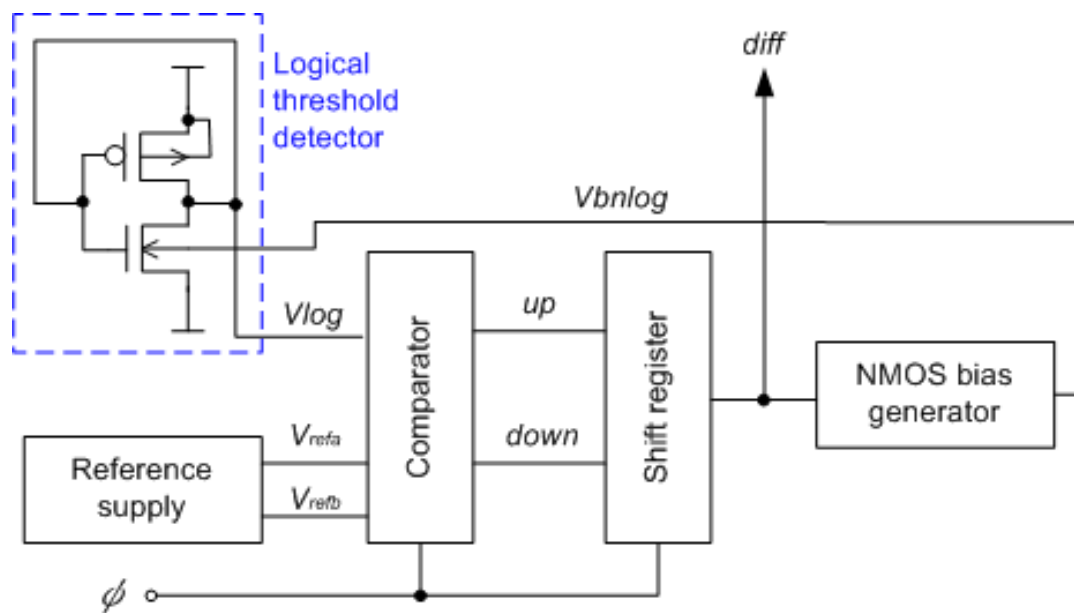 Logical
threshold
detector
diff
Vbnlog
Vlog
Comparator
up
down
Shift register
NMOS bias
generator
Reference
supply
Vrefa
Vrefb
ϕ